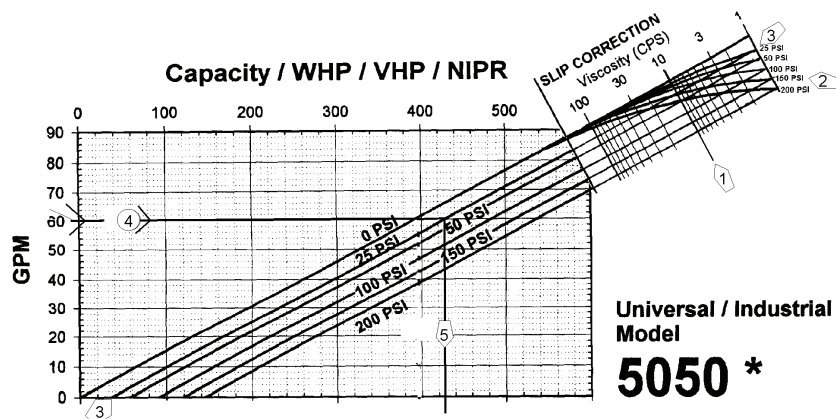 Capacity / WHP / VHP / NIPR
SLIP CORRECTION
Viscosity (CPS)
100 30 10 3 1
3
25 PSI
50 PSI
100 PSI
150 PSI
200 PSI
2
1
0 100 200 300 400 500
90
80
70
60
50
40
30
20
10
0
GPM
4
0 PSI
25 PSI
50 PSI
100 PSI
150 PSI
200 PSI
5
3
Universal / Industrial
Model
5050 *